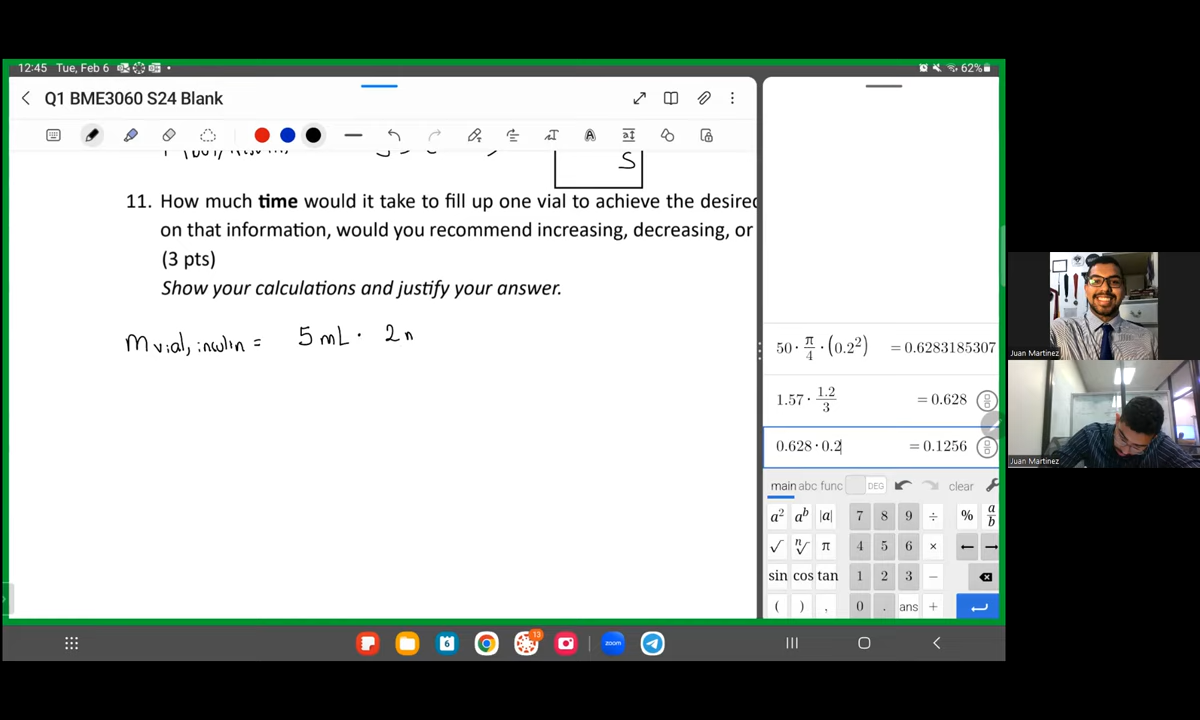 12:45 Tue, Feb 6
62%
Q1 BME3060 S24 Blank
S
11. How much time would it take to fill up one vial to achieve the desired
on that information, would you recommend increasing, decreasing, or
(3 pts)
Show your calculations and justify your answer.
m vial, insulin = 5 mL · 2 n
50 · π/4 · (0.2²) = 0.6283185307
1.57 · 1.2/3 = 0.628
0.628 · 0.2 = 0.1256
main abc func DEG clear
a² aᵇ |a| 7 8 9 ÷ % a/b
√ ⁿ√ π 4 5 6 × ← →
sin cos tan 1 2 3 −
( ) , 0 . ans +
6 13 zoom
Juan Martinez
Juan Martinez